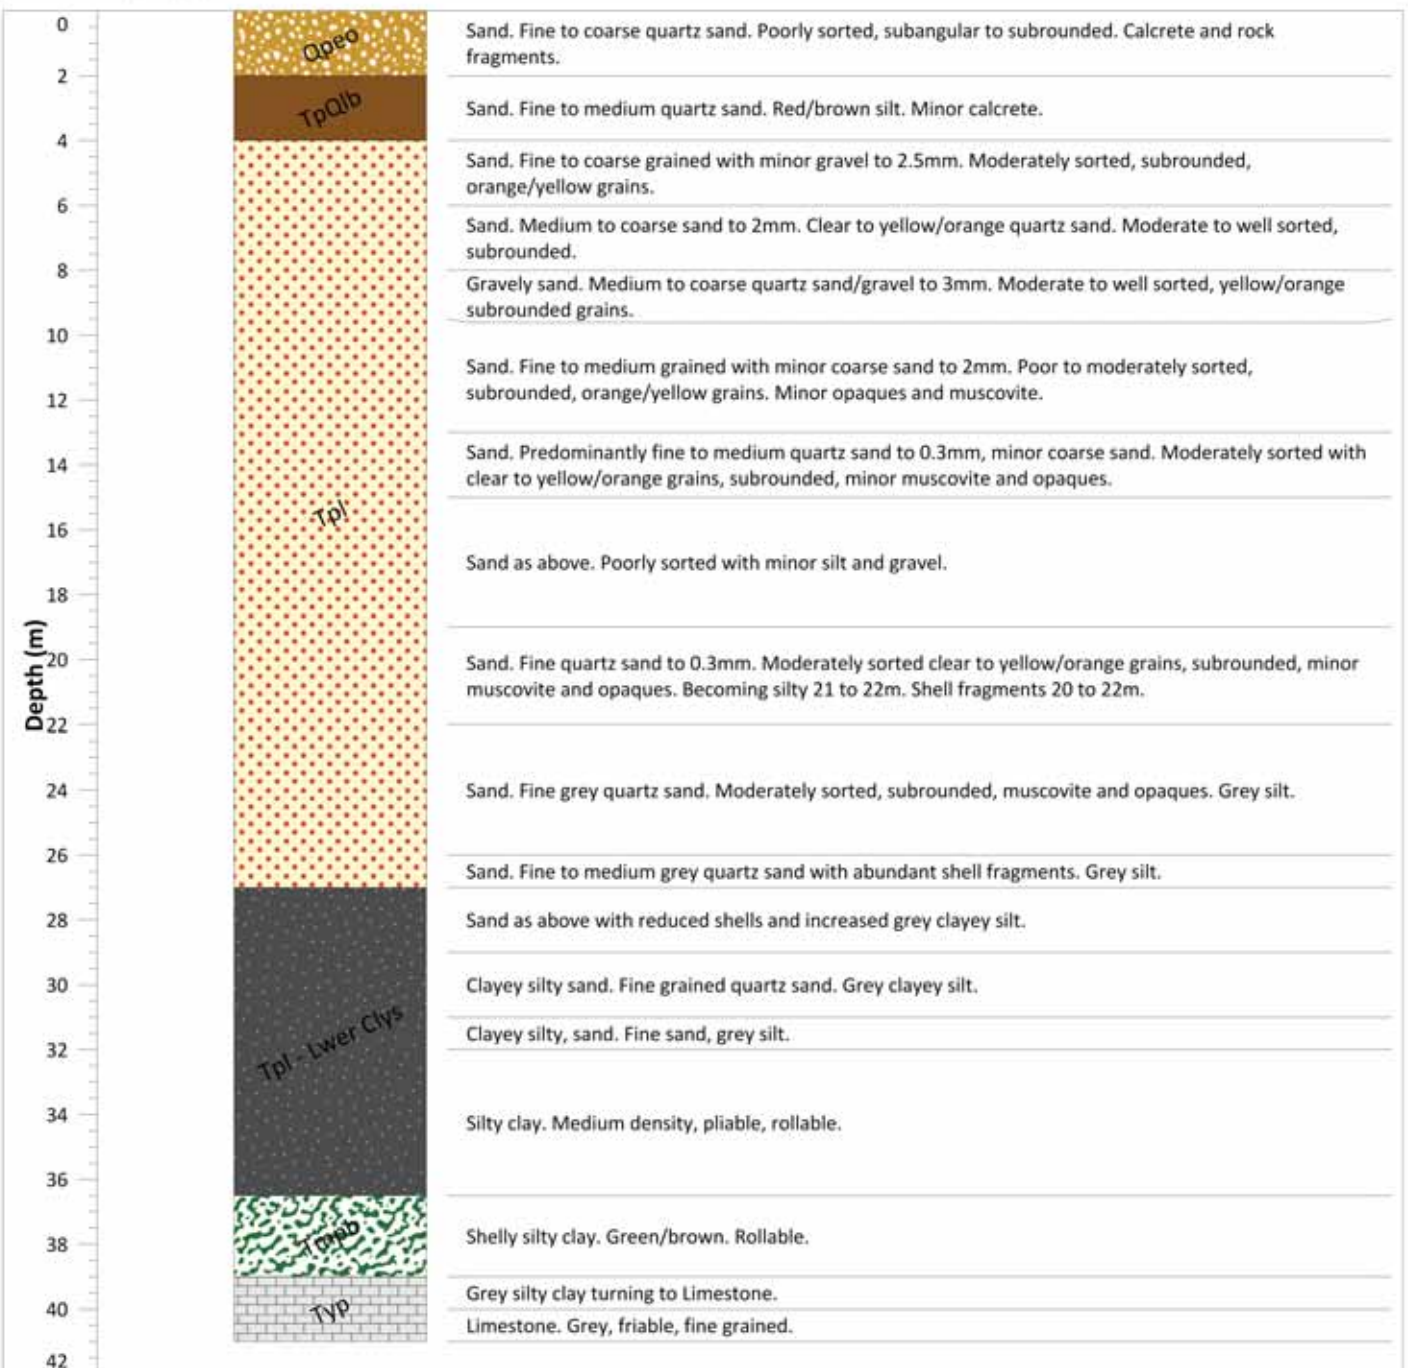 0
Qpeo
Sand. Fine to coarse quartz sand. Poorly sorted, subangular to subrounded. Calcrete and rock
fragments.
2
TpQlb
Sand. Fine to medium quartz sand. Red/brown silt. Minor calcrete.
4
Sand. Fine to coarse grained with minor gravel to 2.5mm. Moderately sorted, subrounded,
orange/yellow grains.
6
Sand. Medium to coarse sand to 2mm. Clear to yellow/orange quartz sand. Moderate to well sorted,
subrounded.
8
Gravely sand. Medium to coarse quartz sand/gravel to 3mm. Moderate to well sorted, yellow/orange
subrounded grains.
10
Sand. Fine to medium grained with minor coarse sand to 2mm. Poor to moderately sorted,
subrounded, orange/yellow grains. Minor opaques and muscovite.
12
Sand. Predominantly fine to medium quartz sand to 0.3mm, minor coarse sand. Moderately sorted with
clear to yellow/orange grains, subrounded, minor muscovite and opaques.
14
Tpl
16
Sand as above. Poorly sorted with minor silt and gravel.
18
Depth (m)
20
Sand. Fine quartz sand to 0.3mm. Moderately sorted clear to yellow/orange grains, subrounded, minor
muscovite and opaques. Becoming silty 21 to 22m. Shell fragments 20 to 22m.
22
24
Sand. Fine grey quartz sand. Moderately sorted, subrounded, muscovite and opaques. Grey silt.
26
Sand. Fine to medium grey quartz sand with abundant shell fragments. Grey silt.
28
Sand as above with reduced shells and increased grey clayey silt.
30
Clayey silty sand. Fine grained quartz sand. Grey clayey silt.
Tpl - Lwer Clys
Clayey silty, sand. Fine sand, grey silt.
32
34
Silty clay. Medium density, pliable, rollable.
36
Tmpb
38
Shelly silty clay. Green/brown. Rollable.
Grey silty clay turning to Limestone.
40
Typ
Limestone. Grey, friable, fine grained.
42